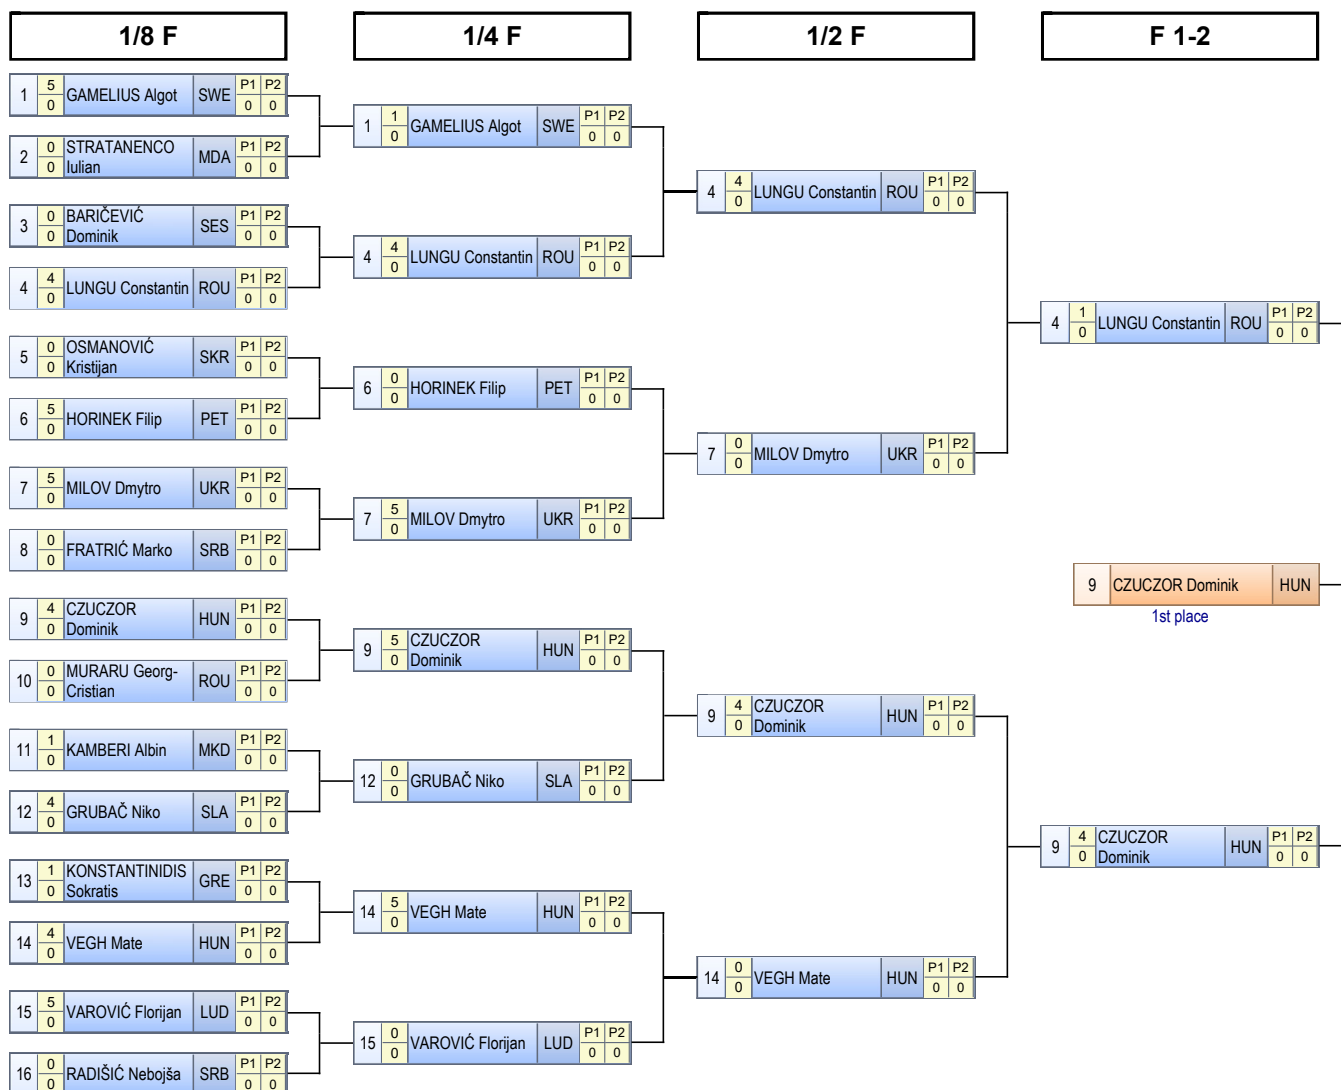 1/8 F
1/4 F
1/2 F
F 1-2
1 5 0 GAMELIUS Algot SWE P1 P2 0 0
2 0 0 STRATANENCO Iulian MDA P1 P2 0 0
3 0 0 BARIČEVIĆ Dominik SES P1 P2 0 0
4 4 0 LUNGU Constantin ROU P1 P2 0 0
5 0 0 OSMANOVIĆ Kristijan SKR P1 P2 0 0
6 5 0 HORINEK Filip PET P1 P2 0 0
7 5 0 MILOV Dmytro UKR P1 P2 0 0
8 0 0 FRATRIĆ Marko SRB P1 P2 0 0
9 4 0 CZUCZOR Dominik HUN P1 P2 0 0
10 0 0 MURARU Georg-Cristian ROU P1 P2 0 0
11 1 0 KAMBERI Albin MKD P1 P2 0 0
12 4 0 GRUBAČ Niko SLA P1 P2 0 0
13 1 0 KONSTANTINIDIS Sokratis GRE P1 P2 0 0
14 4 0 VEGH Mate HUN P1 P2 0 0
15 5 0 VAROVIĆ Florijan LUD P1 P2 0 0
16 0 0 RADIŠIĆ Nebojša SRB P1 P2 0 0
1 1 0 GAMELIUS Algot SWE P1 P2 0 0
4 4 0 LUNGU Constantin ROU P1 P2 0 0
6 0 0 HORINEK Filip PET P1 P2 0 0
7 5 0 MILOV Dmytro UKR P1 P2 0 0
9 5 0 CZUCZOR Dominik HUN P1 P2 0 0
12 0 0 GRUBAČ Niko SLA P1 P2 0 0
14 5 0 VEGH Mate HUN P1 P2 0 0
15 0 0 VAROVIĆ Florijan LUD P1 P2 0 0
4 4 0 LUNGU Constantin ROU P1 P2 0 0
7 0 0 MILOV Dmytro UKR P1 P2 0 0
9 4 0 CZUCZOR Dominik HUN P1 P2 0 0
14 0 0 VEGH Mate HUN P1 P2 0 0
4 1 0 LUNGU Constantin ROU P1 P2 0 0
9 CZUCZOR Dominik HUN
1st place
9 4 0 CZUCZOR Dominik HUN P1 P2 0 0